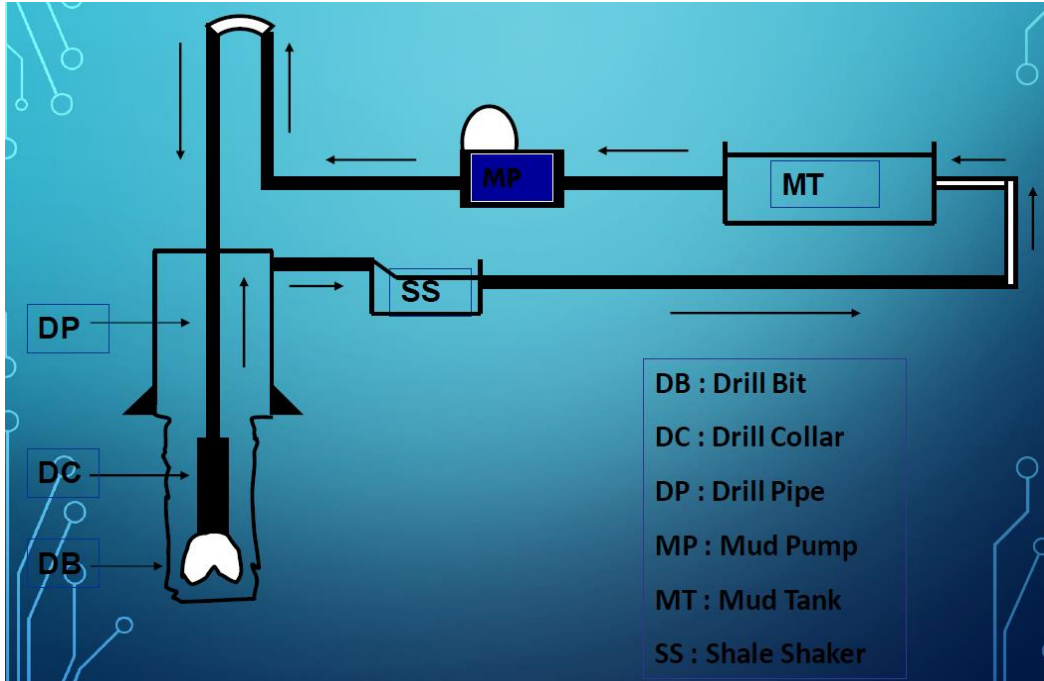 MP
MT
SS
DP
DC
DB
DB : Drill Bit
DC : Drill Collar
DP : Drill Pipe
MP : Mud Pump
MT : Mud Tank
SS : Shale Shaker